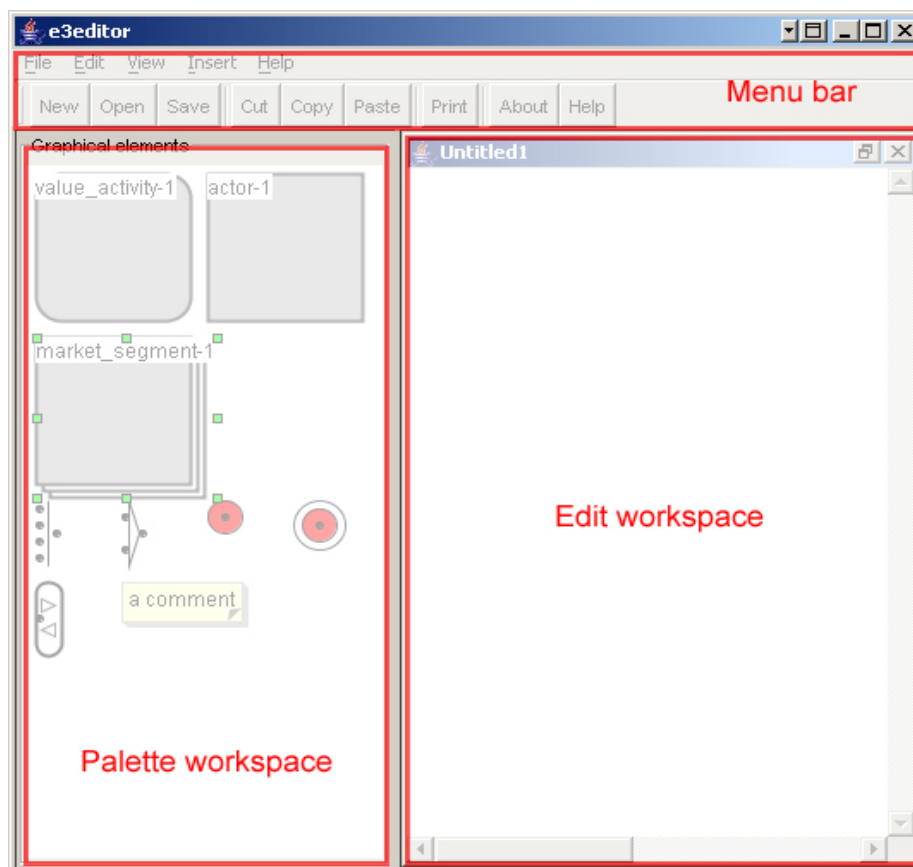 e3editor
File Edit View Insert Help
New Open Save Cut Copy Paste Print About Help
Menu bar
Graphical elements
Untitled1
value_activity-1 actor-1
market_segment-1
Edit workspace
a comment
Palette workspace